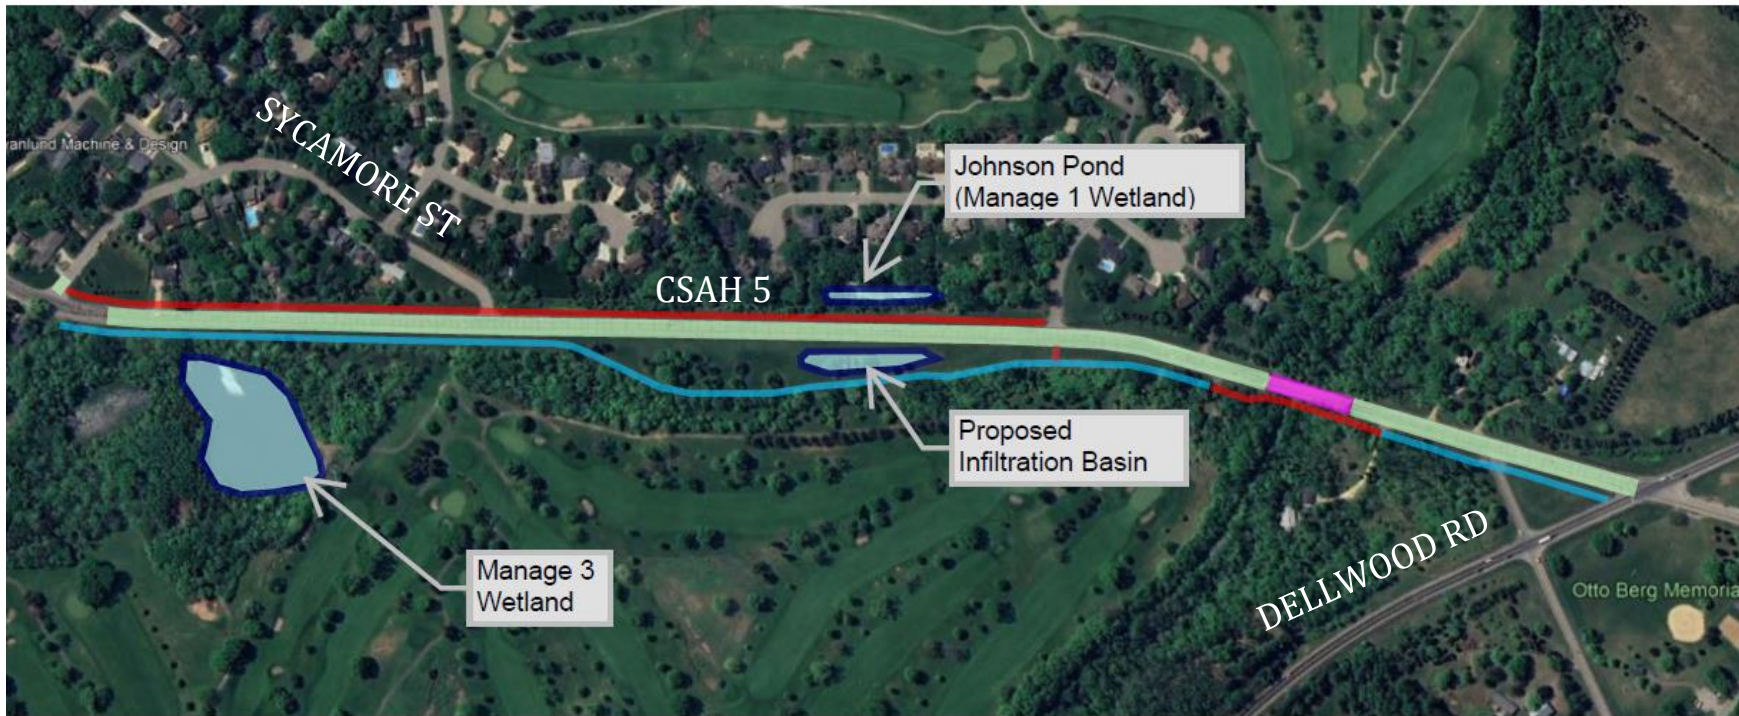 SYCAMORE ST
Machine & Design
Johnson Pond
(Manage 1 Wetland)
CSAH 5
Proposed
Infiltration Basin
Manage 3
Wetland
DELLWOOD RD
Otto Berg Memoria